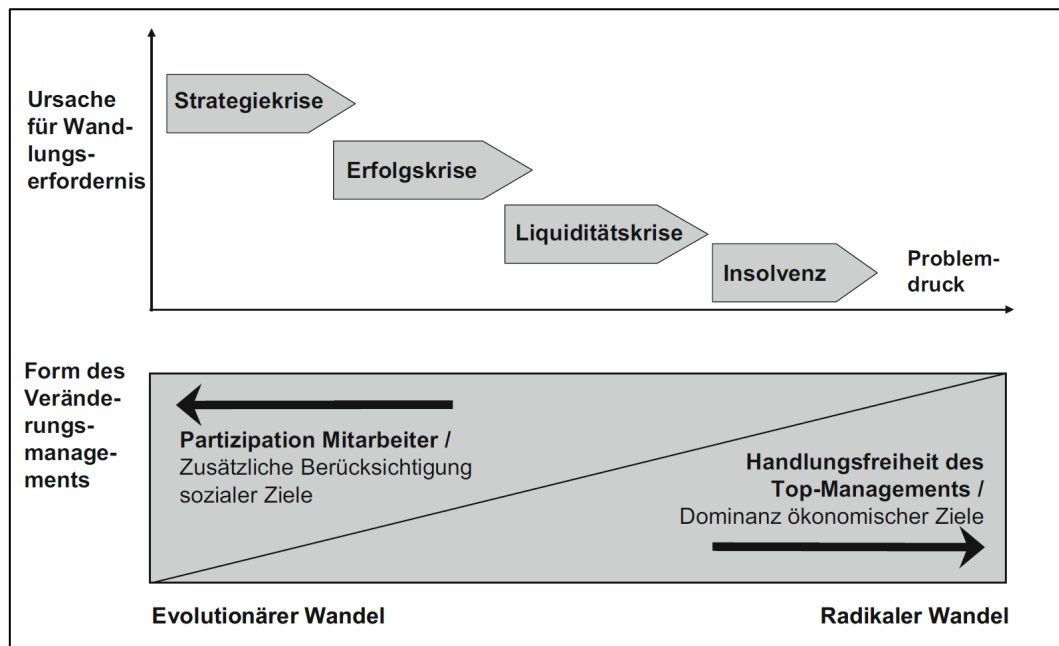 Ursache
für Wand-
lungs-
erfordernis
Strategiekrise
Erfolgskrise
Liquiditätskrise
Insolvenz
Problem-
druck
Form des
Verände-
rungs-
manage-
ments
Partizipation Mitarbeiter /
Zusätzliche Berücksichtigung
sozialer Ziele
Handlungsfreiheit des
Top-Managements /
Dominanz ökonomischer Ziele
Evolutionärer Wandel
Radikaler Wandel